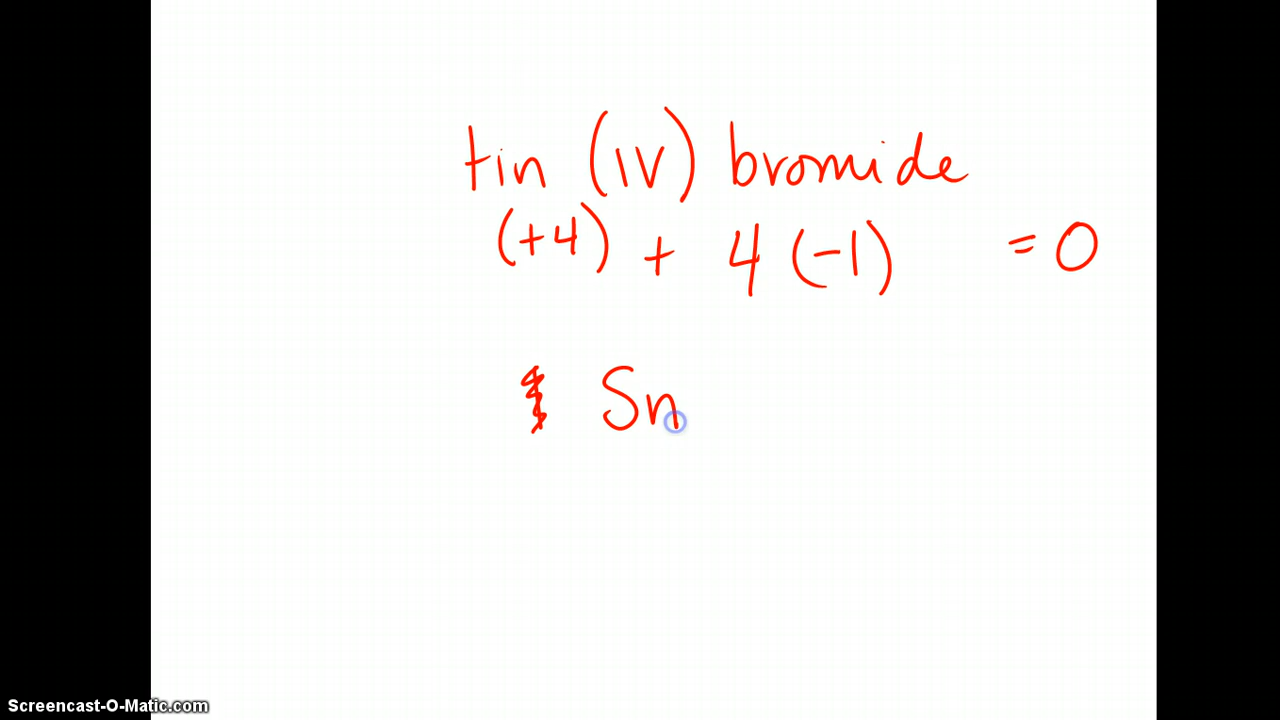 tin (IV) bromide
(+4) + 4 (-1) = 0
Sn
Screencast-O-Matic.com